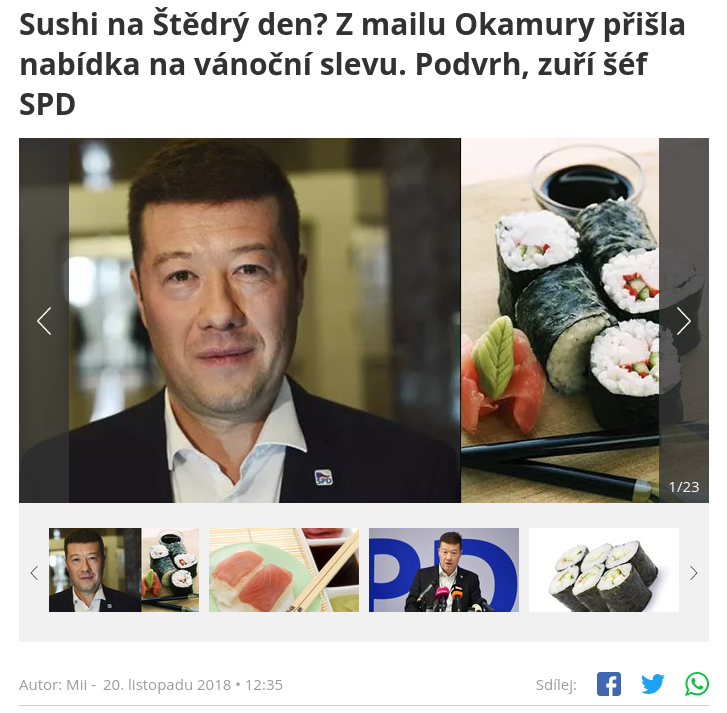 Sushi na Štědrý den? Z mailu Okamury přišla
nabídka na vánoční slevu. Podvrh, zuří šéf
SPD
SPD
1/23
PD
Autor: Mii - 20. listopadu 2018 • 12:35
Sdílej: